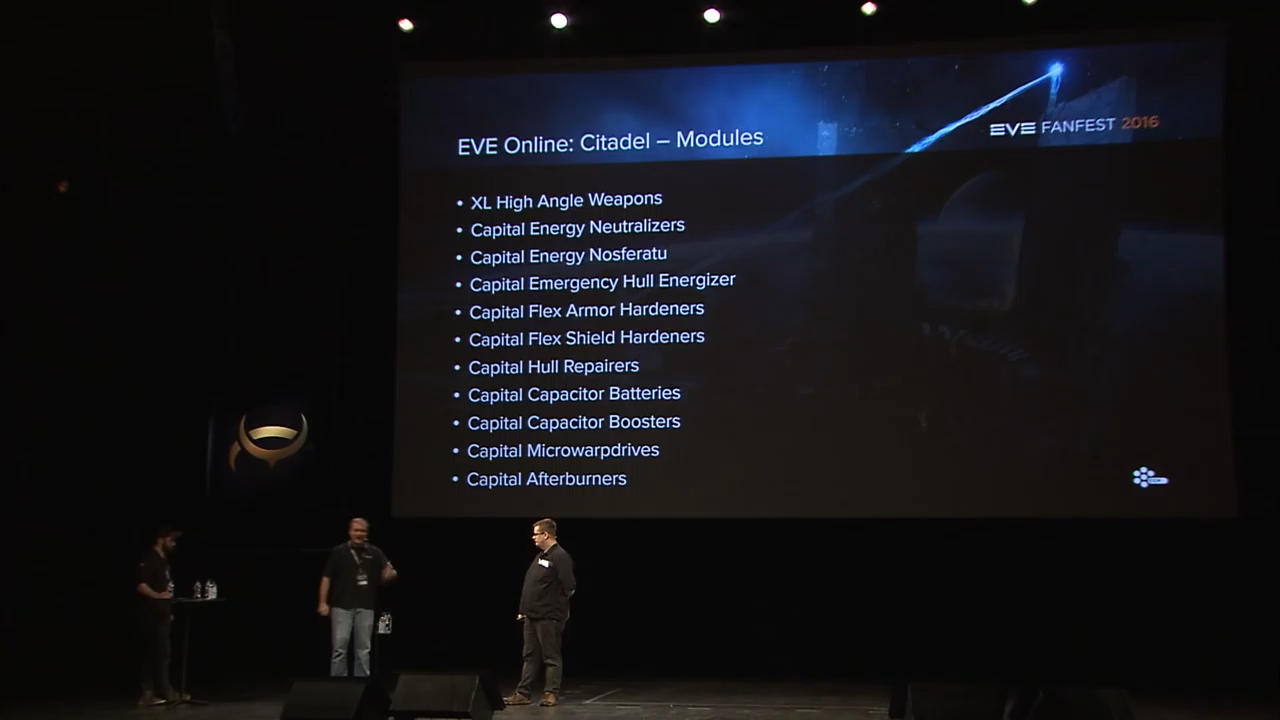 EVE Online: Citadel – Modules
EVE FANFEST 2016
• XL High Angle Weapons
• Capital Energy Neutralizers
• Capital Energy Nosferatu
• Capital Emergency Hull Energizer
• Capital Flex Armor Hardeners
• Capital Flex Shield Hardeners
• Capital Hull Repairers
• Capital Capacitor Batteries
• Capital Capacitor Boosters
• Capital Microwarpdrives
• Capital Afterburners